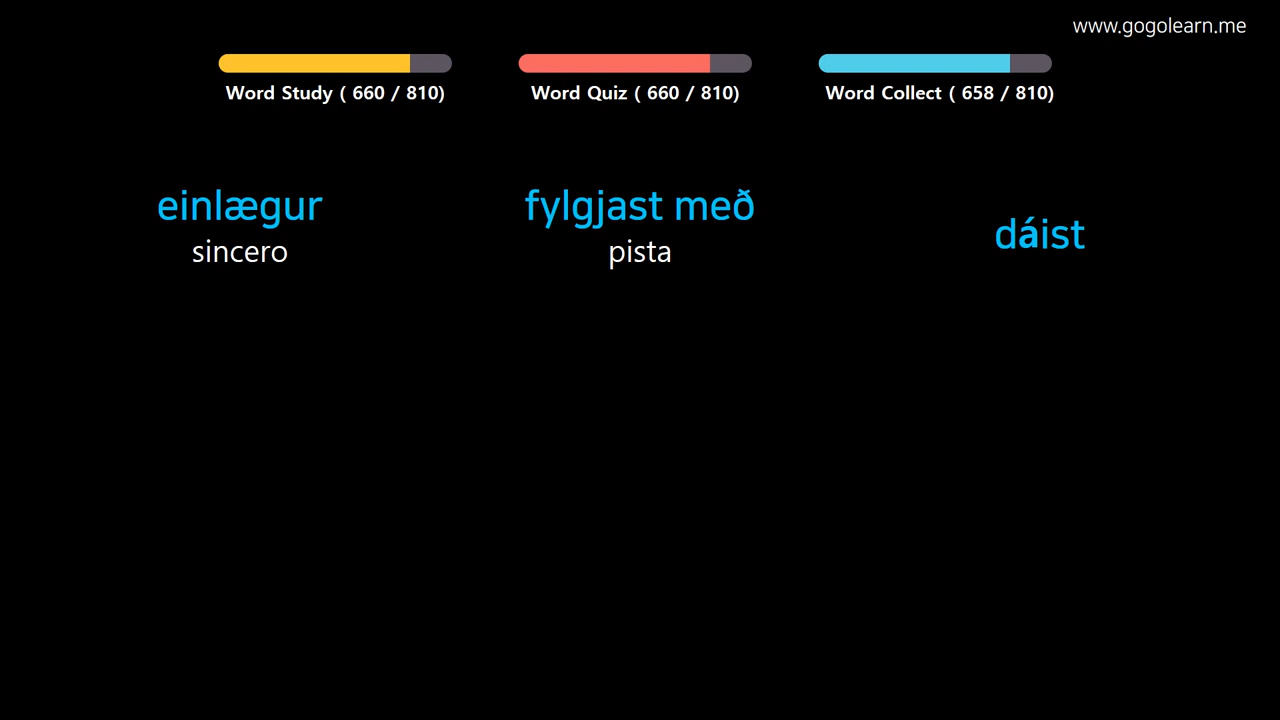 www.gogolearn.me
Word Study ( 660 / 810)
Word Quiz ( 660 / 810)
Word Collect ( 658 / 810)
einlægur
sincero
fylgjast með
pista
dáist